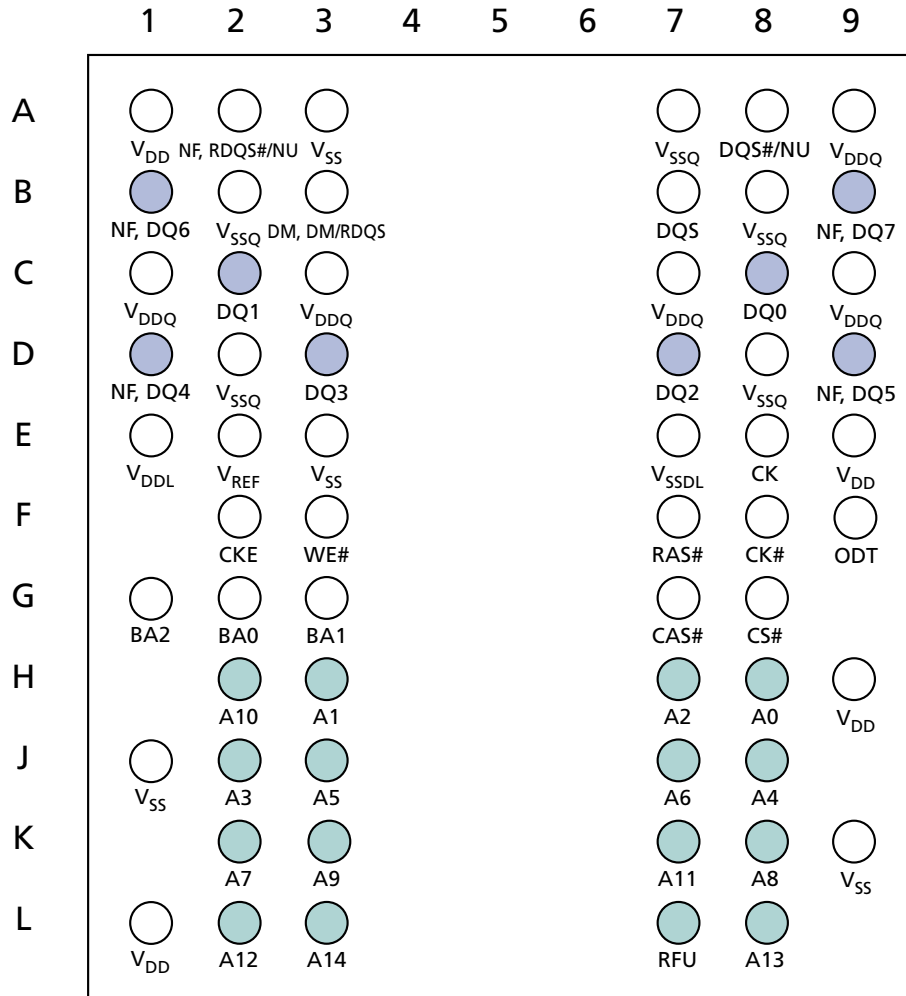 1 2 3 4 5 6 7 8 9
A
VDD NF, RDQS#/NU VSS VSSQ DQS#/NU VDDQ
B
NF, DQ6 VSSQ DM, DM/RDQS DQS VSSQ NF, DQ7
C
VDDQ DQ1 VDDQ VDDQ DQ0 VDDQ
D
NF, DQ4 VSSQ DQ3 DQ2 VSSQ NF, DQ5
E
VDDL VREF VSS VSSDL CK VDD
F
CKE WE# RAS# CK# ODT
G
BA2 BA0 BA1 CAS# CS#
H
A10 A1 A2 A0 VDD
J
VSS A3 A5 A6 A4
K
A7 A9 A11 A8 VSS
L
VDD A12 A14 RFU A13